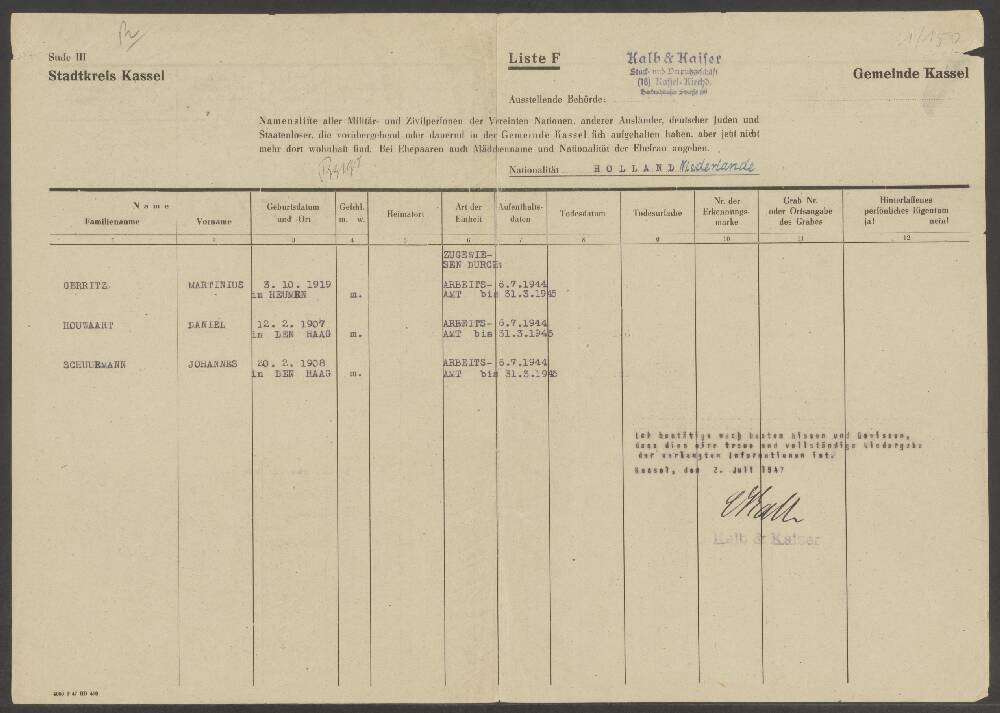 Sude III
Stadtkreis Kassel
Liste F
Kalb & Kaiser
Stuck- und Putzgeschäft
(16) Kassel-Kirchd.
Gemeinde Kassel
Ausstellende Behörde:
Namensliste aller Militär- und Zivilpersonen der Vereinten Nationen, anderer Ausländer, deutscher Juden und
Staatenloser, die vorübergehend oder dauernd in der Gemeinde Kassel sich aufgehalten haben, aber jetzt nicht
mehr dort wohnhaft sind. Bei Ehepaaren auch Mädchenname und Nationalität der Ehefrau angeben.
Nationalität HOLLAND Niederlande
Name
Familienname Vorname
Geburtsdatum und -Ort
Geschl. m. w.
Heimatort
Art der Einheit
Aufenthalts-daten
Todesdatum
Todesursache
Nr. der Erkennungs-marke
Grab Nr. oder Ortsangabe des Grabes
Hinterlassenes persönliches Eigentum ja! nein!
1 2 3 4 5 6 7 8 9 10 11 12
ZUGEWIE-
SEN DURCH:
GERRITZ MARTINIUS 3. 10. 1919 ARBEITS- 6.7.1944
in HEUMEN m. AMT bis 31.3.1945
HOUWAART DANIEL 12. 2. 1907 ARBEITS- 6.7.1944
in DEN HAAG m. AMT bis 31.3.1945
SCHUURMANN JOHANNES 20. 2. 1908 ARBEITS- 6.7.1944
in DEN HAAG m. AMT bis 31.3.1945
Ich bestätige nach besten Wissen und Gewissen,
dass dies eine treue und vollständige Wiedergabe
der verlangten Informationen ist.
Kassel, den 2. Juli 1947
Kalb & Kaiser